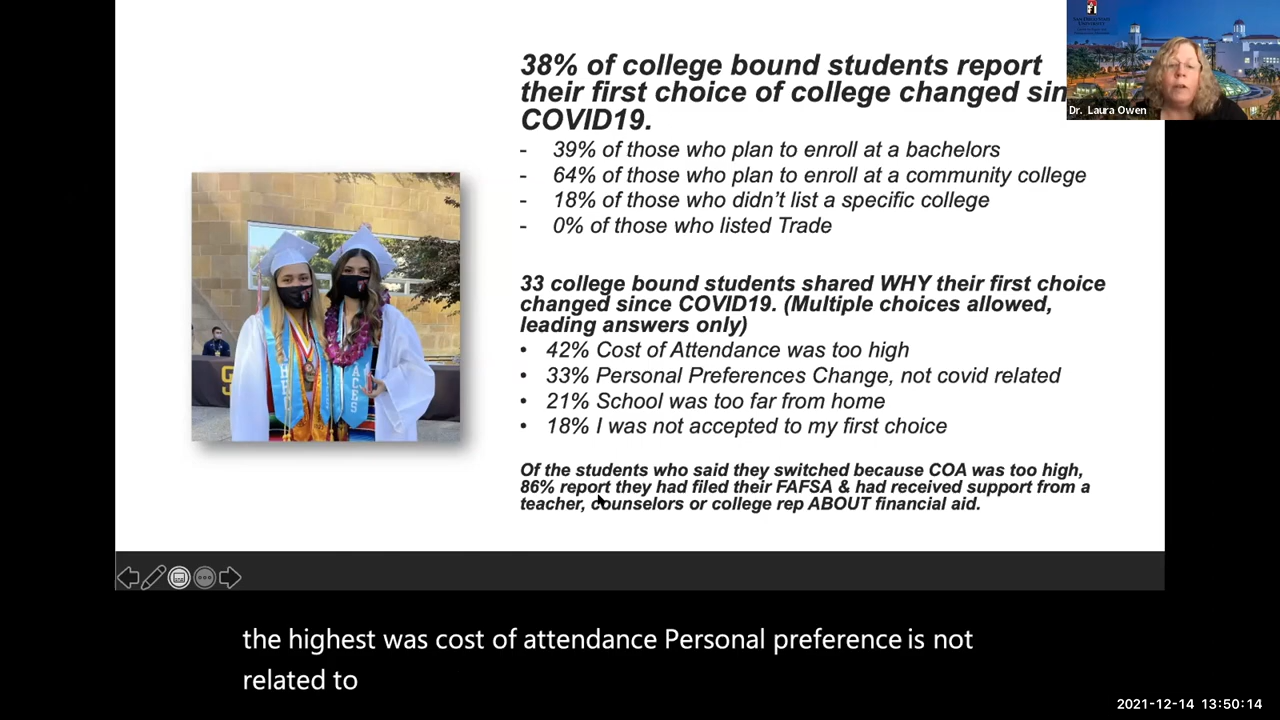 38% of college bound students report
their first choice of college changed sin
COVID19.
- 39% of those who plan to enroll at a bachelors
- 64% of those who plan to enroll at a community college
- 18% of those who didn't list a specific college
- 0% of those who listed Trade
33 college bound students shared WHY their first choice
changed since COVID19. (Multiple choices allowed,
leading answers only)
• 42% Cost of Attendance was too high
• 33% Personal Preferences Change, not covid related
• 21% School was too far from home
• 18% I was not accepted to my first choice
Of the students who said they switched because COA was too high,
86% report they had filed their FAFSA & had received support from a
teacher, counselors or college rep ABOUT financial aid.
Dr. Laura Owen
the highest was cost of attendance Personal preference is not
related to
2021-12-14 13:50:14